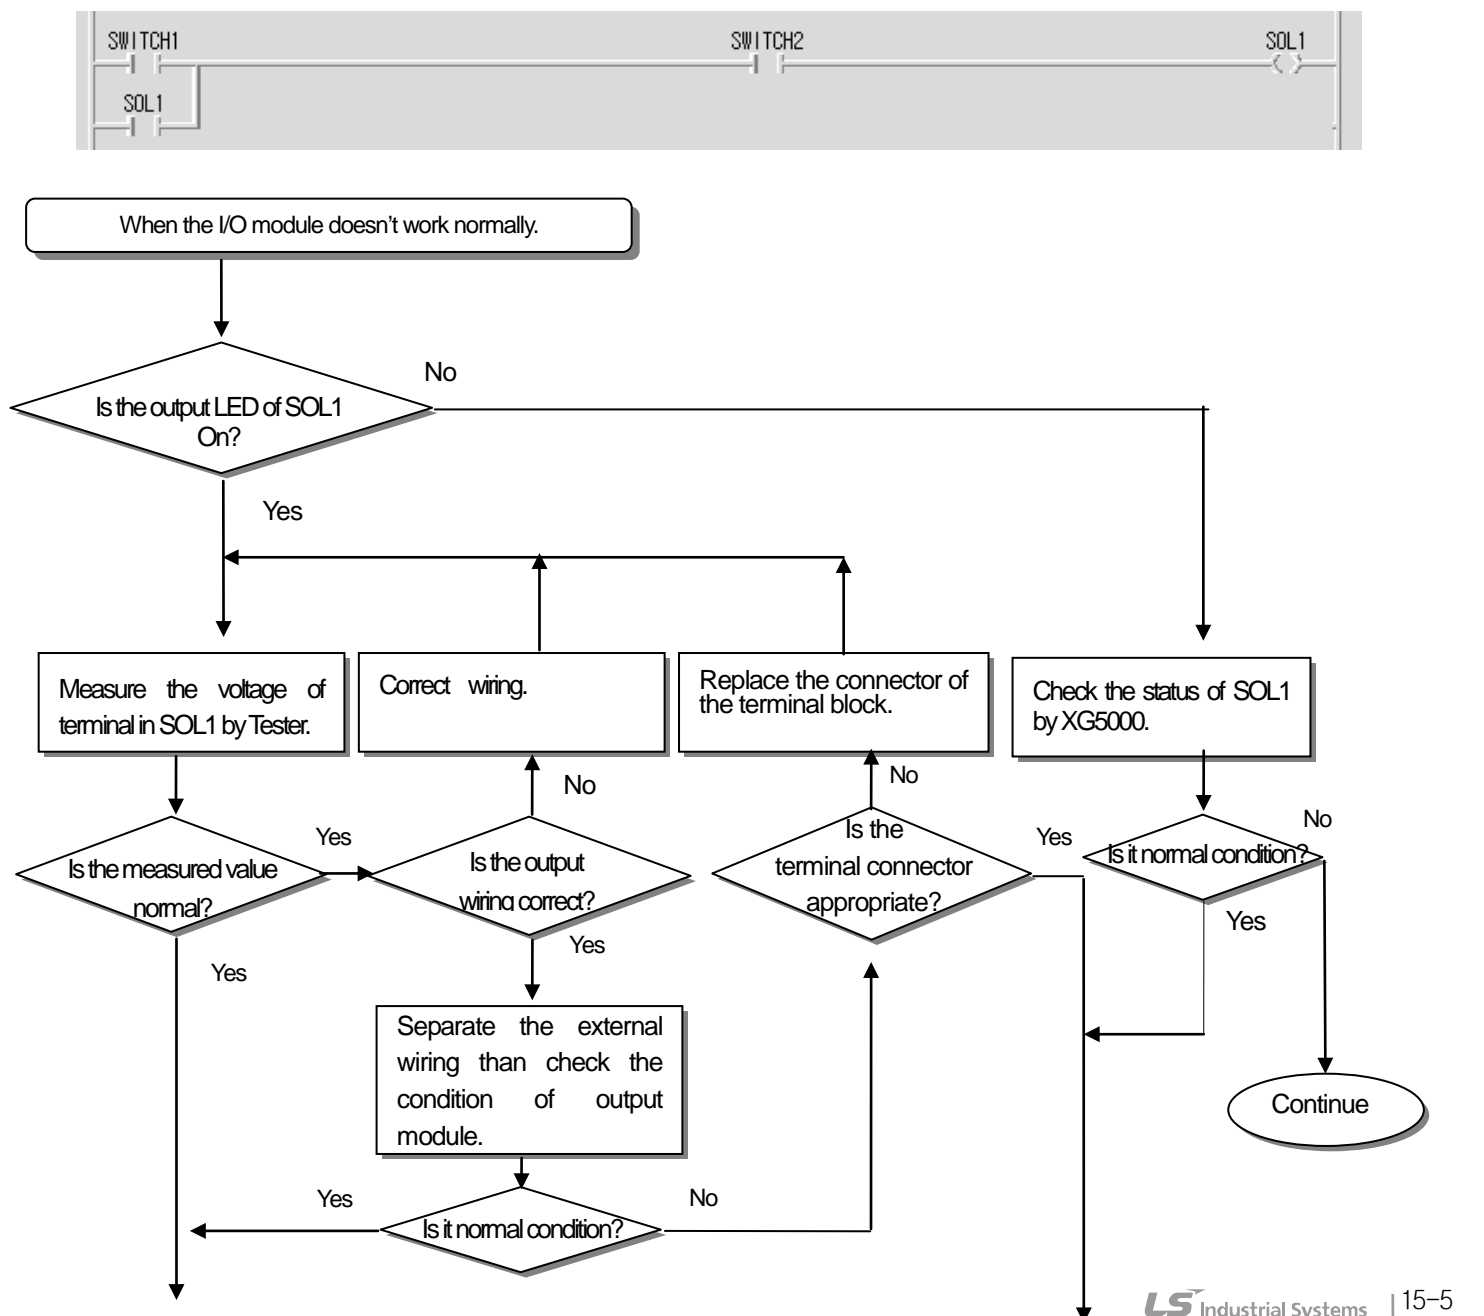 SWITCH1
SWITCH2
SOL1
SOL1
When the I/O module doesn't work normally.
No
Is the output LED of SOL1
On?
Yes
Measure the voltage of
terminal in SOL1 by Tester.
Correct wiring.
Replace the connector of
the terminal block.
Check the status of SOL1
by XG5000.
No
No
No
Yes
Yes
Is the measured value
normal?
Is the output
wiring correct?
Is the
terminal connector
appropriate?
Is it normal condition?
Yes
Yes
Yes
Separate the external
wiring than check the
condition of output
module.
Continue
Yes
No
Is it normal condition?
LS Industrial Systems | 15-5